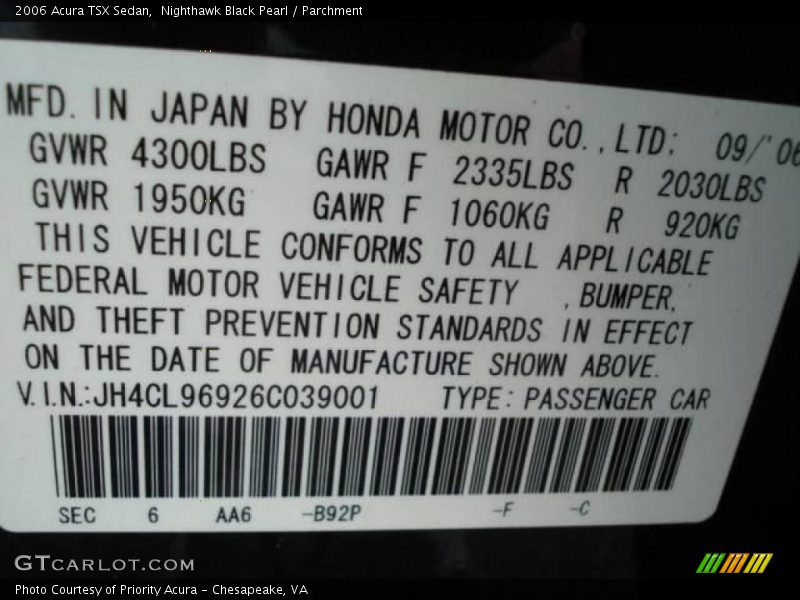 2006 Acura TSX Sedan,  Nighthawk Black Pearl / Parchment
MFD. IN JAPAN BY HONDA MOTOR CO., LTD: 09/'06
GVWR 4300LBS GAWR F 2335LBS R 2030LBS
GVWR 1950KG GAWR F 1060KG R 920KG
THIS VEHICLE CONFORMS TO ALL APPLICABLE
FEDERAL MOTOR VEHICLE SAFETY , BUMPER,
AND THEFT PREVENTION STANDARDS IN EFFECT
ON THE DATE OF MANUFACTURE SHOWN ABOVE.
V.I.N.:JH4CL96926C039001 TYPE: PASSENGER CAR
SEC 6 AA6 -B92P -F -C
GTCARLOT.COM
Photo Courtesy of Priority Acura - Chesapeake, VA